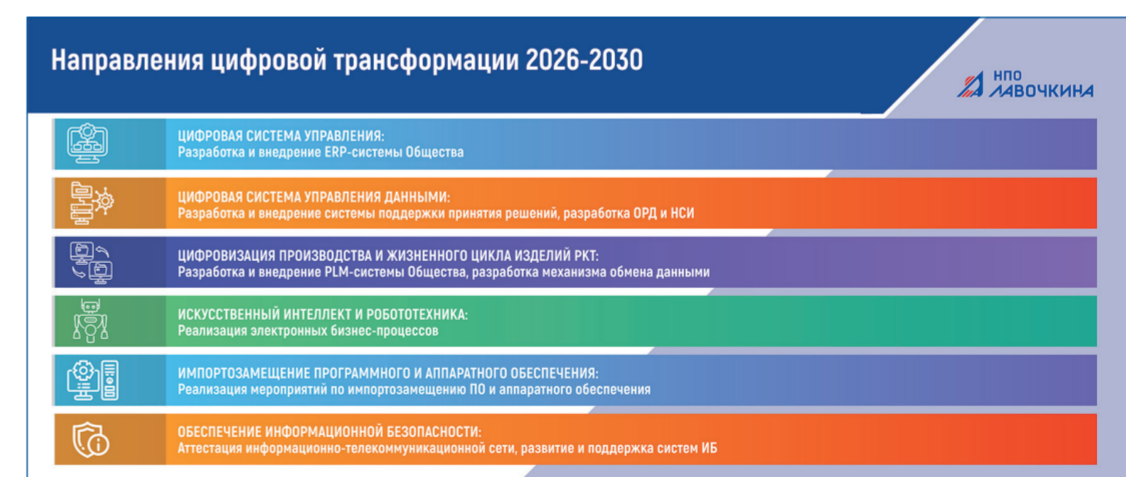 Направления цифровой трансформации 2026-2030
НПО
ЛАВОЧКИНА
ЦИФРОВАЯ СИСТЕМА УПРАВЛЕНИЯ:
Разработка и внедрение ERP-системы Общества
ЦИФРОВАЯ СИСТЕМА УПРАВЛЕНИЯ ДАННЫМИ:
Разработка и внедрение системы поддержки принятия решений, разработка ОРД и НСИ
ЦИФРОВИЗАЦИЯ ПРОИЗВОДСТВА И ЖИЗНЕННОГО ЦИКЛА ИЗДЕЛИЙ РКТ:
Разработка и внедрение PLM-системы Общества, разработка механизма обмена данными
ИСКУССТВЕННЫЙ ИНТЕЛЛЕКТ И РОБОТОТЕХНИКА:
Реализация электронных бизнес-процессов
ИМПОРТОЗАМЕЩЕНИЕ ПРОГРАММНОГО И АППАРАТНОГО ОБЕСПЕЧЕНИЯ:
Реализация мероприятий по импортозамещению ПО и аппаратного обеспечения
ОБЕСПЕЧЕНИЕ ИНФОРМАЦИОННОЙ БЕЗОПАСНОСТИ:
Аттестация информационно-телекоммуникационной сети, развитие и поддержка систем ИБ